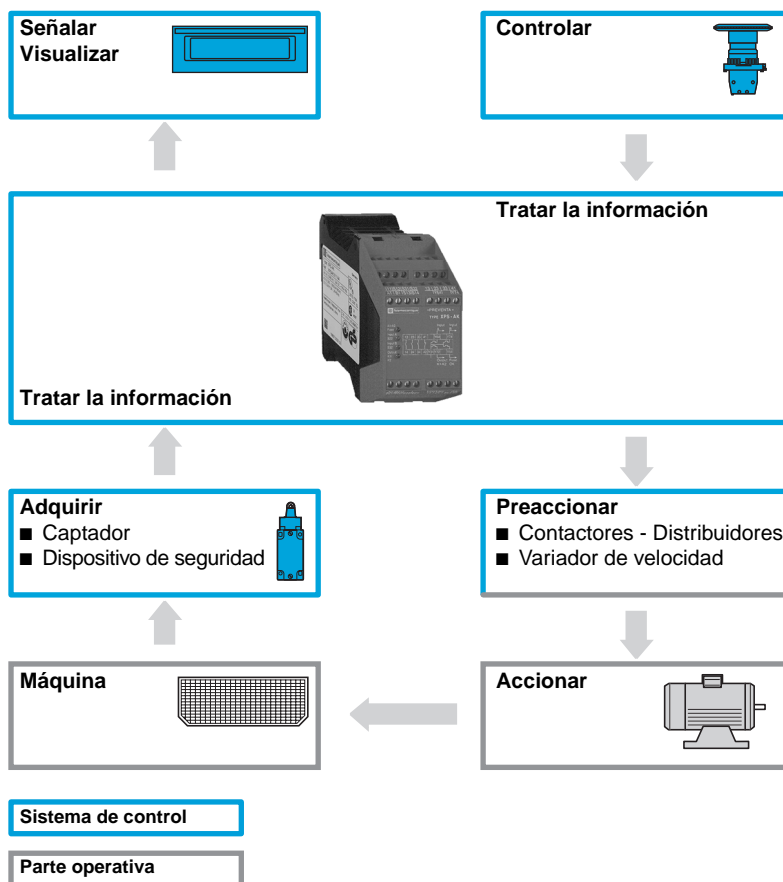 Señalar
Visualizar
Controlar
Tratar la información
Tratar la información
Adquirir
■ Captador
■ Dispositivo de seguridad
Preaccionar
■ Contactores - Distribuidores
■ Variador de velocidad
Máquina
Accionar
Sistema de control
Parte operativa